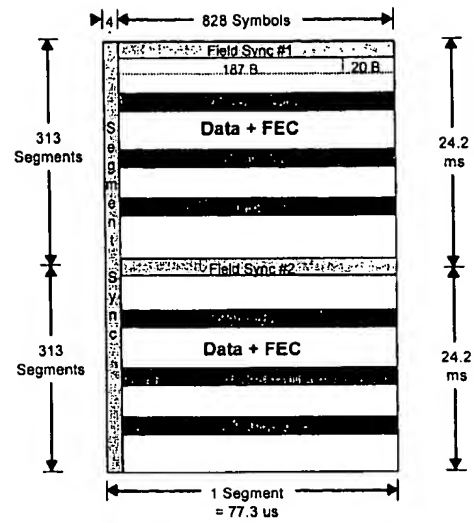 4
828 Symbols
Field Sync #1
187 B
20 B
Data + FEC
313
Segments
24.2
ms
Segment Sync
Field Sync #2
Data + FEC
313
Segments
24.2
ms
1 Segment
= 77.3 us